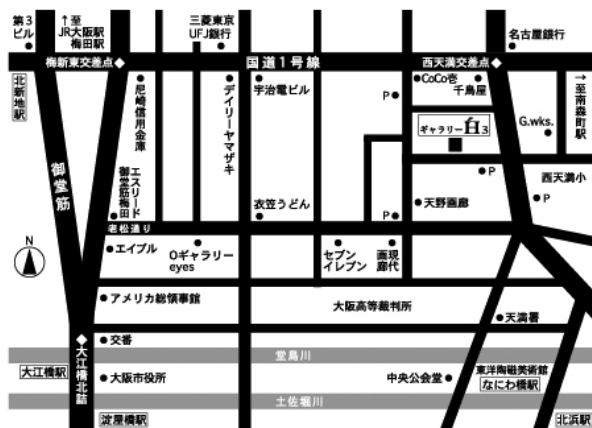 第3
ビル
↑至
JR大阪駅
梅田駅
三菱東京
UFJ銀行
名古屋銀行
梅新東交差点
国道1号線
西天満交差点
北新地駅
尼崎信用金庫
デイリーヤマザキ
宇治電ビル
P
CoCo壱
千鳥屋
G.wks.
→至南森町駅
ギャラリー白3
御堂筋
エスリード
御堂筋梅田
衣笠うどん
P
天野画廊
P
西天満小
P
老松通り
N
エイブル
Oギャラリー
eyes
セブン
イレブン
画廊
現代
アメリカ総領事館
大阪高等裁判所
天満署
交番
堂島川
大江橋駅
大江橋北詰
大阪市役所
中央公会堂
東洋陶磁美術館
なにわ橋駅
土佐堀川
淀屋橋駅
北浜駅